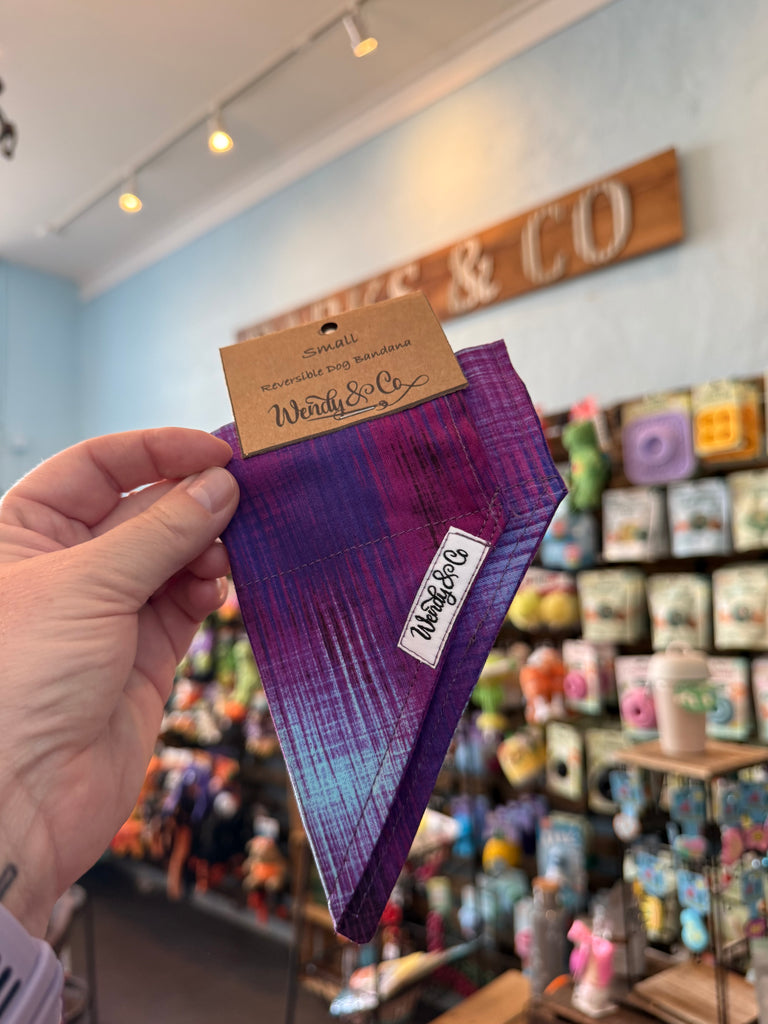 & CO
Small
Reversible Dog Bandana
Wendy & Co
Wendy & Co